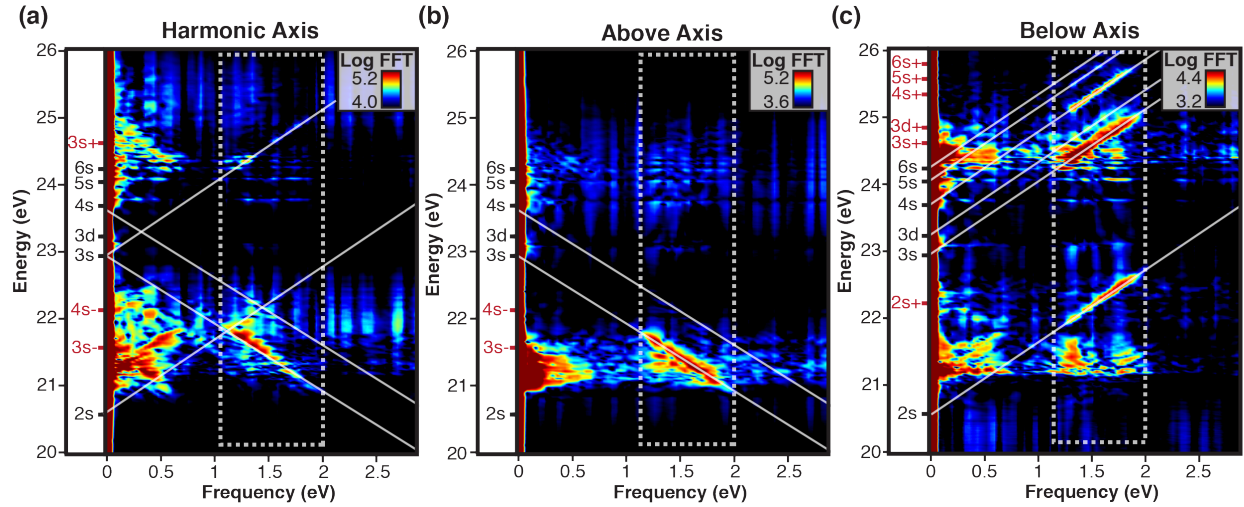 (a)
Harmonic Axis
Log FFT
5.2
4.0
Energy (eV)
26
25
24
23
22
21
20
3s+
6s
5s
4s
3d
3s
4s-
3s-
2s
0
0.5
1
1.5
2
2.5
Frequency (eV)
(b)
Above Axis
Log FFT
5.2
3.6
Energy (eV)
26
25
24
23
22
21
20
3s+
6s
5s
4s
3d
3s
4s-
3s-
2s
0
0.5
1
1.5
2
2.5
Frequency (eV)
(c)
Below Axis
Log FFT
4.4
3.2
Energy (eV)
26
25
24
23
22
21
20
6s+
5s+
4s+
3d+
3s+
6s
5s
4s
3d
3s
2s+
2s
0
0.5
1
1.5
2
2.5
Frequency (eV)